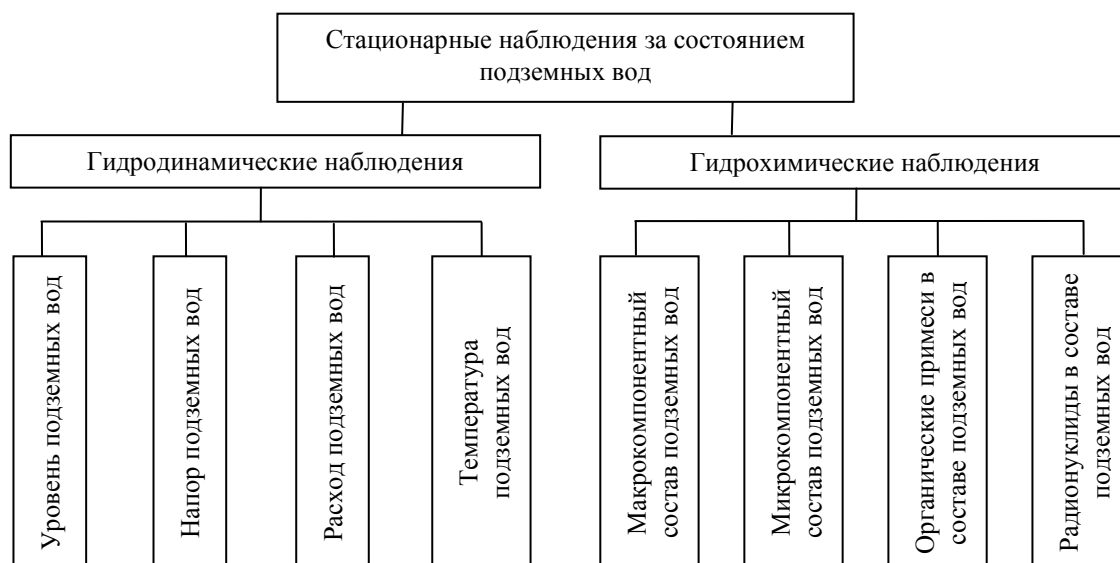 Стационарные наблюдения за состоянием
подземных вод
Гидродинамические наблюдения
Гидрохимические наблюдения
Уровень подземных вод
Напор подземных вод
Расход подземных вод
Температура
подземных вод
Макрокомпонентный
состав подземных вод
Микрокомпонентный
состав подземных вод
Органические примеси в
составе подземных вод
Радионуклиды в составе
подземных вод